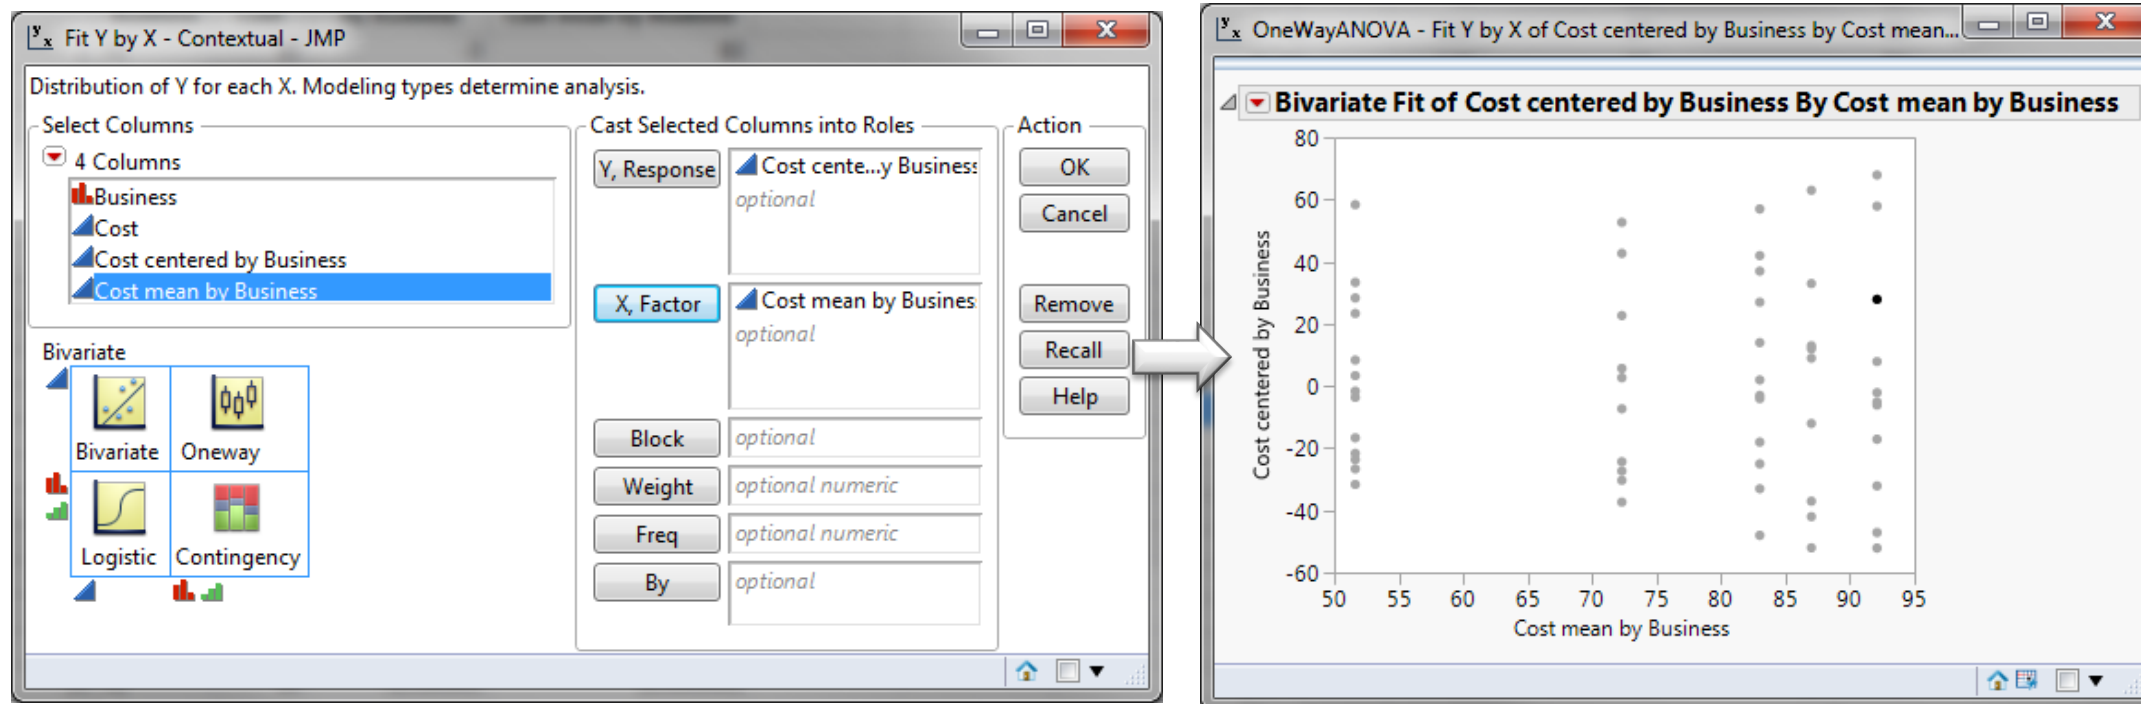 Fit Y by X - Contextual - JMP
Distribution of Y for each X. Modeling types determine analysis.
Select Columns
4 Columns
Business
Cost
Cost centered by Business
Cost mean by Business
Bivariate
Bivariate
Oneway
Logistic
Contingency
Cast Selected Columns into Roles
Y, Response
Cost cente...y Business
optional
X, Factor
Cost mean by Busines
optional
Block
optional
Weight
optional numeric
Freq
optional numeric
By
optional
Action
OK
Cancel
Remove
Recall
Help
OneWayANOVA - Fit Y by X of Cost centered by Business by Cost mean...
Bivariate Fit of Cost centered by Business By Cost mean by Business
Cost centered by Business
80
60
40
20
0
-20
-40
-60
50 55 60 65 70 75 80 85 90 95
Cost mean by Business